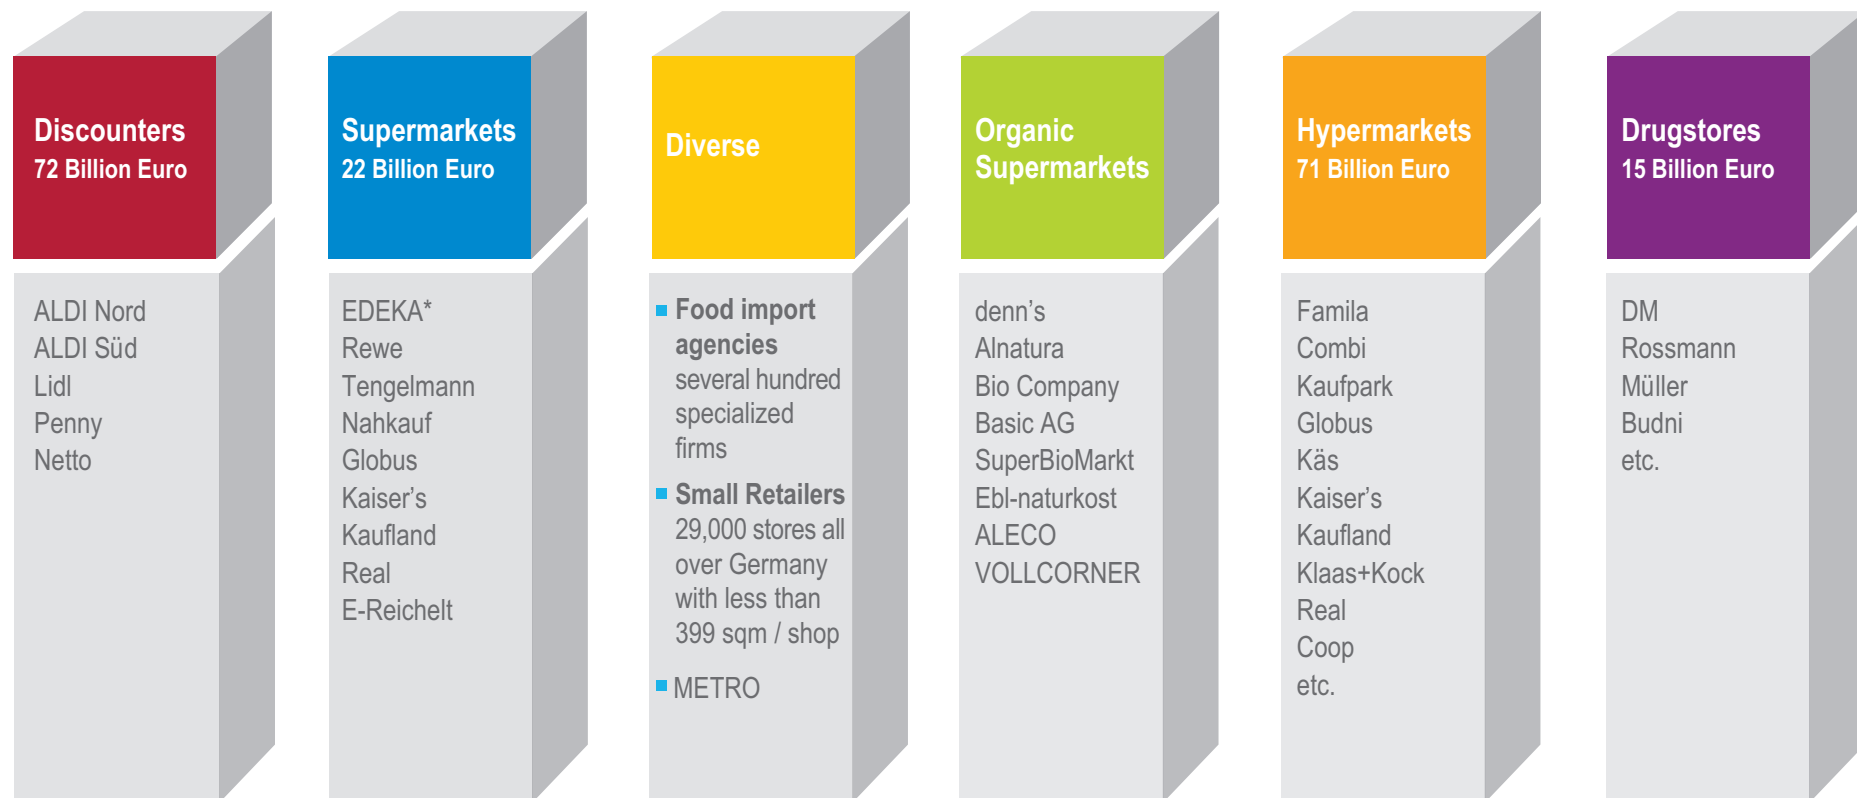 Discounters
72 Billion Euro
ALDI Nord
ALDI Süd
Lidl
Penny
Netto
Supermarkets
22 Billion Euro
EDEKA*
Rewe
Tengelmann
Nahkauf
Globus
Kaiser’s
Kaufland
Real
E-Reichelt
Diverse
Food import
agencies
several hundred
specialized
firms
Small Retailers
29,000 stores all
over Germany
with less than
399 sqm / shop
METRO
Organic
Supermarkets
denn’s
Alnatura
Bio Company
Basic AG
SuperBioMarkt
Ebl-naturkost
ALECO
VOLLCORNER
Hypermarkets
71 Billion Euro
Famila
Combi
Kaufpark
Globus
Käs
Kaiser’s
Kaufland
Klaas+Kock
Real
Coop
etc.
Drugstores
15 Billion Euro
DM
Rossmann
Müller
Budni
etc.